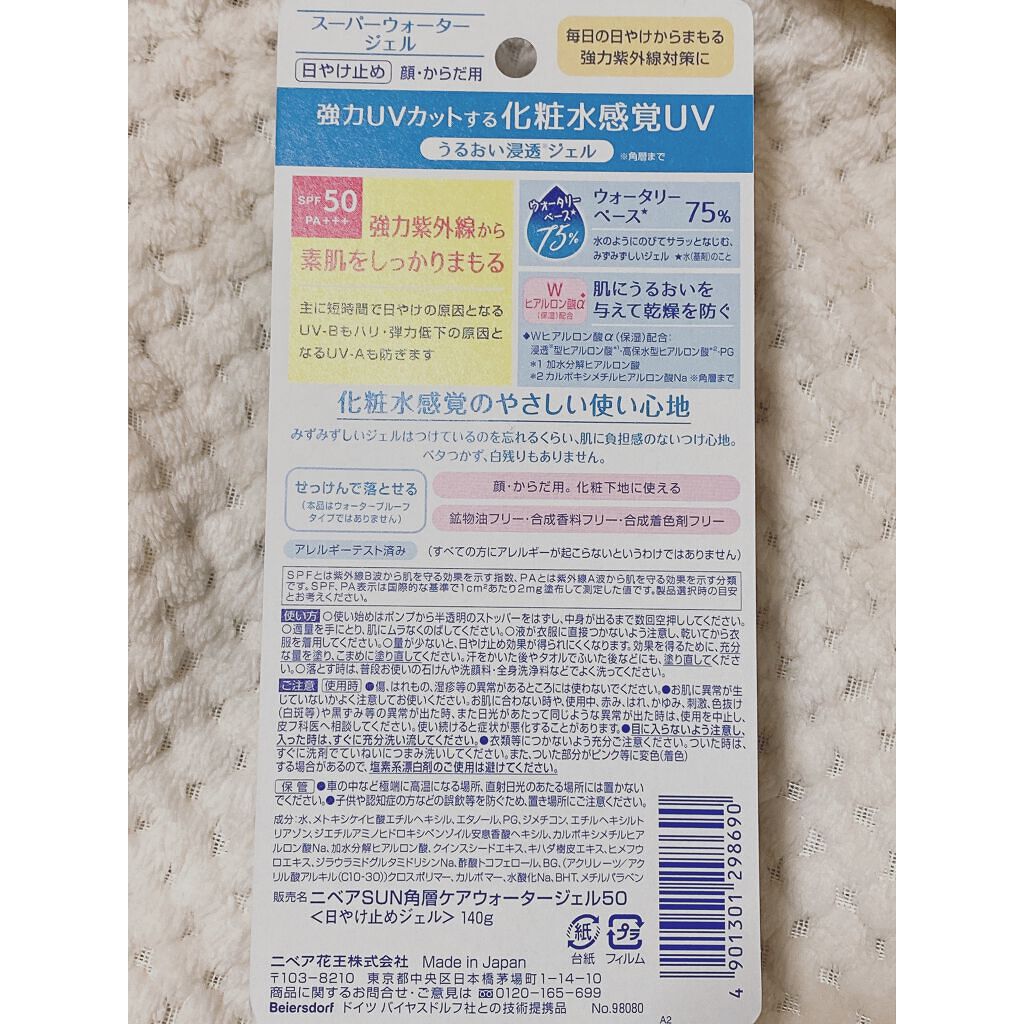 スーパーウォーター
ジェル
日やけ止め 顔・からだ用
毎日の日やけからまもる
強力紫外線対策に
強力UVカットする化粧水感覚UV
うるおい浸透※ジェル ※角層まで
SPF50
PA+++
強力紫外線から
素肌をしっかりまもる
主に短時間で日やけの原因となる
UV-Bもハリ・弾力低下の原因と
なるUV-Aも防ぎます
ウォータリー
ベース★
75%
ウォータリー
ベース★ 75%
水のようにのびてサラッとなじむ、
みずみずしいジェル ★水(基剤)のこと
W
ヒアルロン酸α◆
(保湿)配合
肌にうるおいを
与えて乾燥を防ぐ
◆Wヒアルロン酸α(保湿)配合:
浸透※型ヒアルロン酸*1・高保水型ヒアルロン酸*2・PG
*1 加水分解ヒアルロン酸
*2 カルボキシメチルヒアルロン酸Na ※角層まで
化粧水感覚のやさしい使い心地
みずみずしいジェルはつけているのを忘れるくらい、肌に負担感のないつけ心地。
ベタつかず、白残りもありません。
せっけんで落とせる
(本品はウォータープルーフ
タイプではありません)
顔・からだ用。化粧下地に使える
鉱物油フリー・合成香料フリー・合成着色剤フリー
アレルギーテスト済み (すべての方にアレルギーが起こらないというわけではありません)
SPFとは紫外線B波から肌を守る効果を示す指数、PAとは紫外線A波から肌を守る効果を示す分類
です。SPF、PA表示は国際的な基準で1cm²あたり2mg塗布して測定した値です。製品選択時の目安
とお考えください。
使い方 ○使い始めはポンプから半透明のストッパーをはずし、中身が出るまで数回空押ししてください。
○適量を手にとり、肌にムラなくのばしてください。○液が衣服に直接つかないよう注意し、乾いてから衣
服を着用してください。○量が少ないと、日やけ止め効果が得られにくくなります。効果を得るために、充分
な量を塗り、こまめに塗り直してください。汗をかいた後やタオルでふいた後などにも、塗り直してくださ
い。○落とす時は、普段お使いの石けんや洗顔料・全身洗浄料などでよく洗ってください。
ご注意 使用時 ●傷、はれもの、湿疹等の異常があるところには使わないでください。●お肌に異常が生
じていないかよく注意してお使いください。お肌に合わない時や、使用中、赤み、はれ、かゆみ、刺激、色抜け
(白斑等)や黒ずみ等の異常が出た時、また日光があたって同じような異常が出た時は、使用を中止し、
皮フ科医へ相談してください。使い続けると症状が悪化することがあります。●目に入らないよう注意し、
入った時は、すぐに充分洗い流してください。●衣類等につかないよう充分ご注意ください。ついた時は、
すぐに洗剤でていねいにつまみ洗いしてください。また、ついた部分がピンク等に変色(着色)
する場合があるので、塩素系漂白剤のご使用は避けてください。
保管 ●車の中など極端に高温になる場所、直射日光のあたる場所には置かない
でください。●子供や認知症の方などの誤飲等を防ぐため、置き場所にご注意ください。
成分:水、メトキシケイヒ酸エチルヘキシル、エタノール、PG、ジメチコン、エチルヘキシルト
リアゾン、ジエチルアミノヒドロキシベンゾイル安息香酸ヘキシル、カルボキシメチルヒア
ルロン酸Na、加水分解ヒアルロン酸、クインスシードエキス、キハダ樹皮エキス、ヒメフウ
ロエキス、ジラウラミドグルタミドリシンNa、酢酸トコフェロール、BG、(アクリレーツ/アク
リル酸アルキル(C10-30))クロスポリマー、カルボマー、水酸化Na、BHT、メチルパラベン
販売名 ニベアSUN角層ケアウォータージェル50
<日やけ止めジェル> 140g
紙
台紙
プラ
フィルム
ニベア花王株式会社 Made in Japan
〒103-8210 東京都中央区日本橋茅場町1-14-10
商品に関するお問合せ・ご意見は 0120-165-699
Beiersdorf ドイツ バイヤスドルフ社との技術提携品 No.98080
A2
4 901301 298690